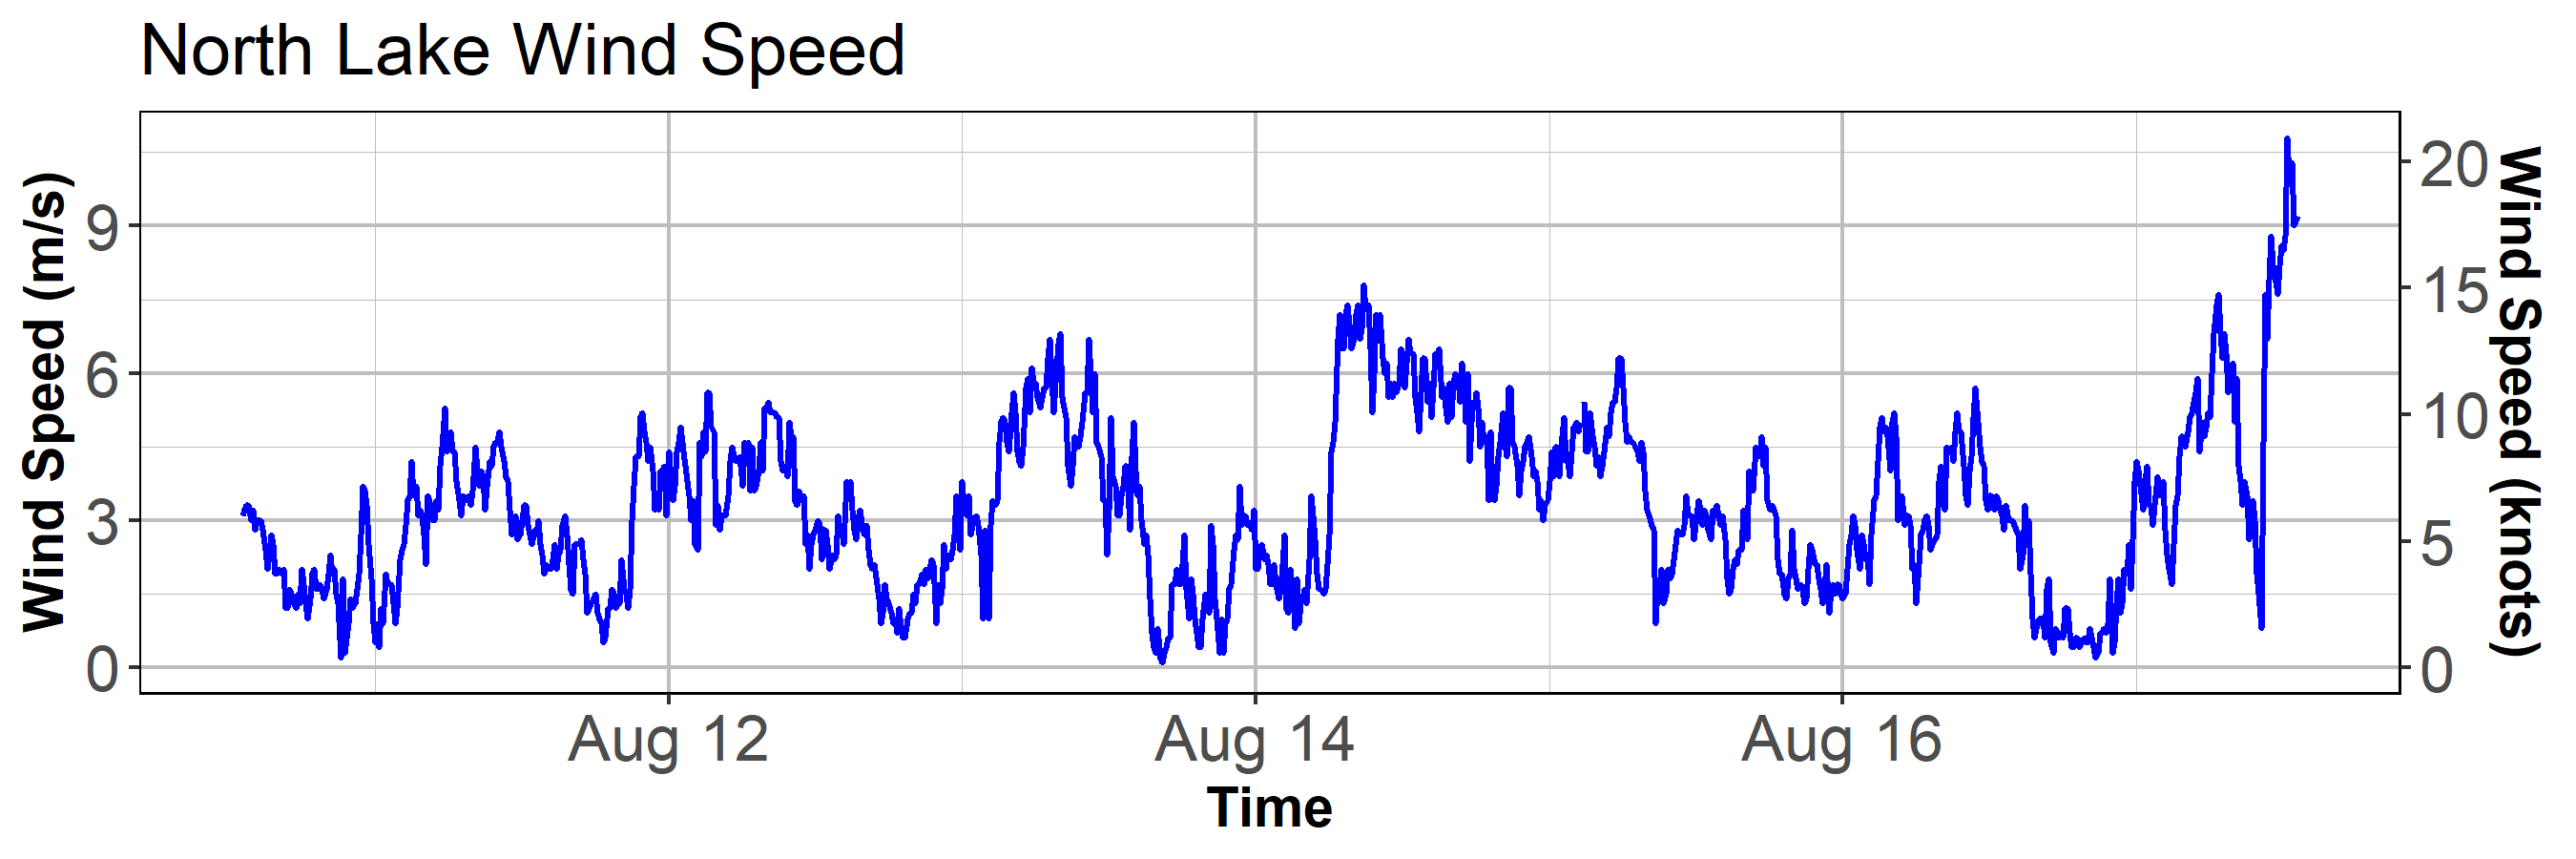 North Lake Wind Speed
Wind Speed (m/s)
9
6
3
0
20
15
10
5
0
Wind Speed (knots)
Aug 12
Aug 14
Aug 16
Time